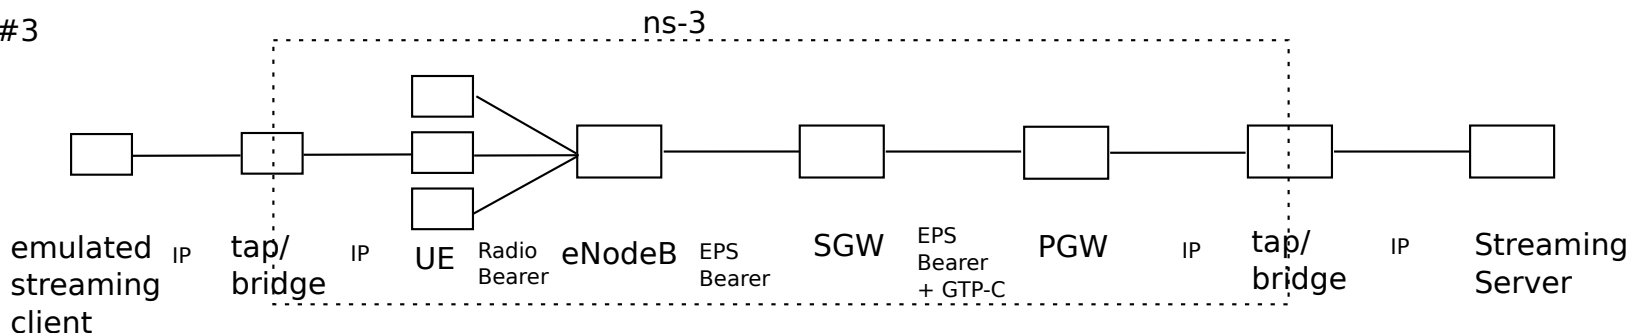 #3
ns-3
emulated
streaming
client
IP
tap/
bridge
IP
UE
Radio
Bearer
eNodeB
EPS
Bearer
SGW
EPS
Bearer
+ GTP-C
PGW
IP
tap/
bridge
IP
Streaming
Server